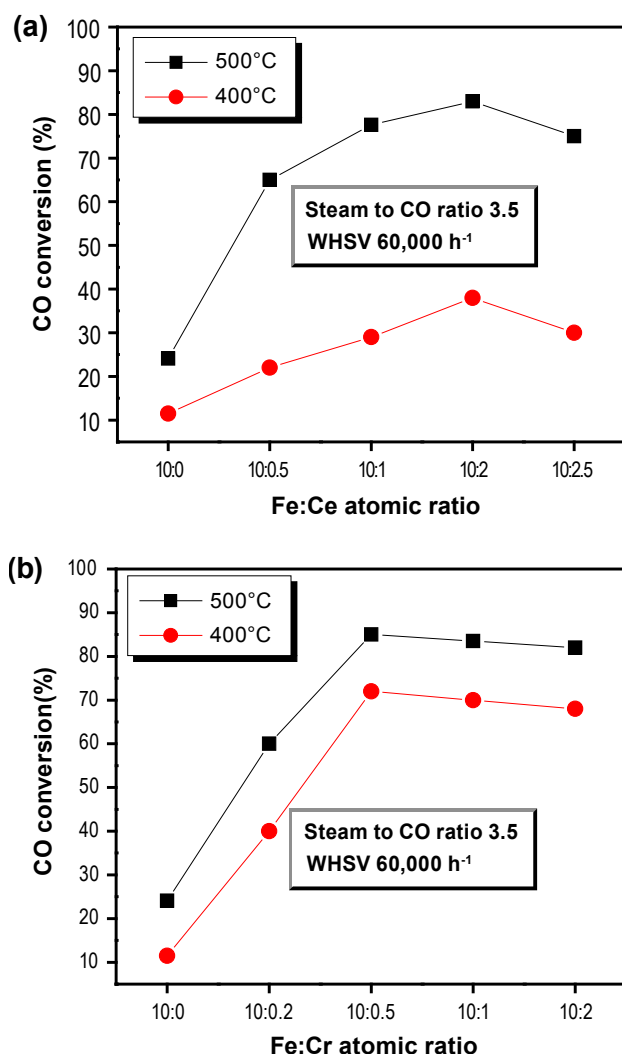 (a)
100
90
80
70
60
50
40
30
20
10
CO conversion (%)
500°C
400°C
Steam to CO ratio 3.5
WHSV 60,000 h⁻¹
10:0 10:0.5 10:1 10:2 10:2.5
Fe:Ce atomic ratio
(b)
100
90
80
70
60
50
40
30
20
10
CO conversion(%)
500°C
400°C
Steam to CO ratio 3.5
WHSV 60,000 h⁻¹
10:0 10:0.2 10:0.5 10:1 10:2
Fe:Cr atomic ratio